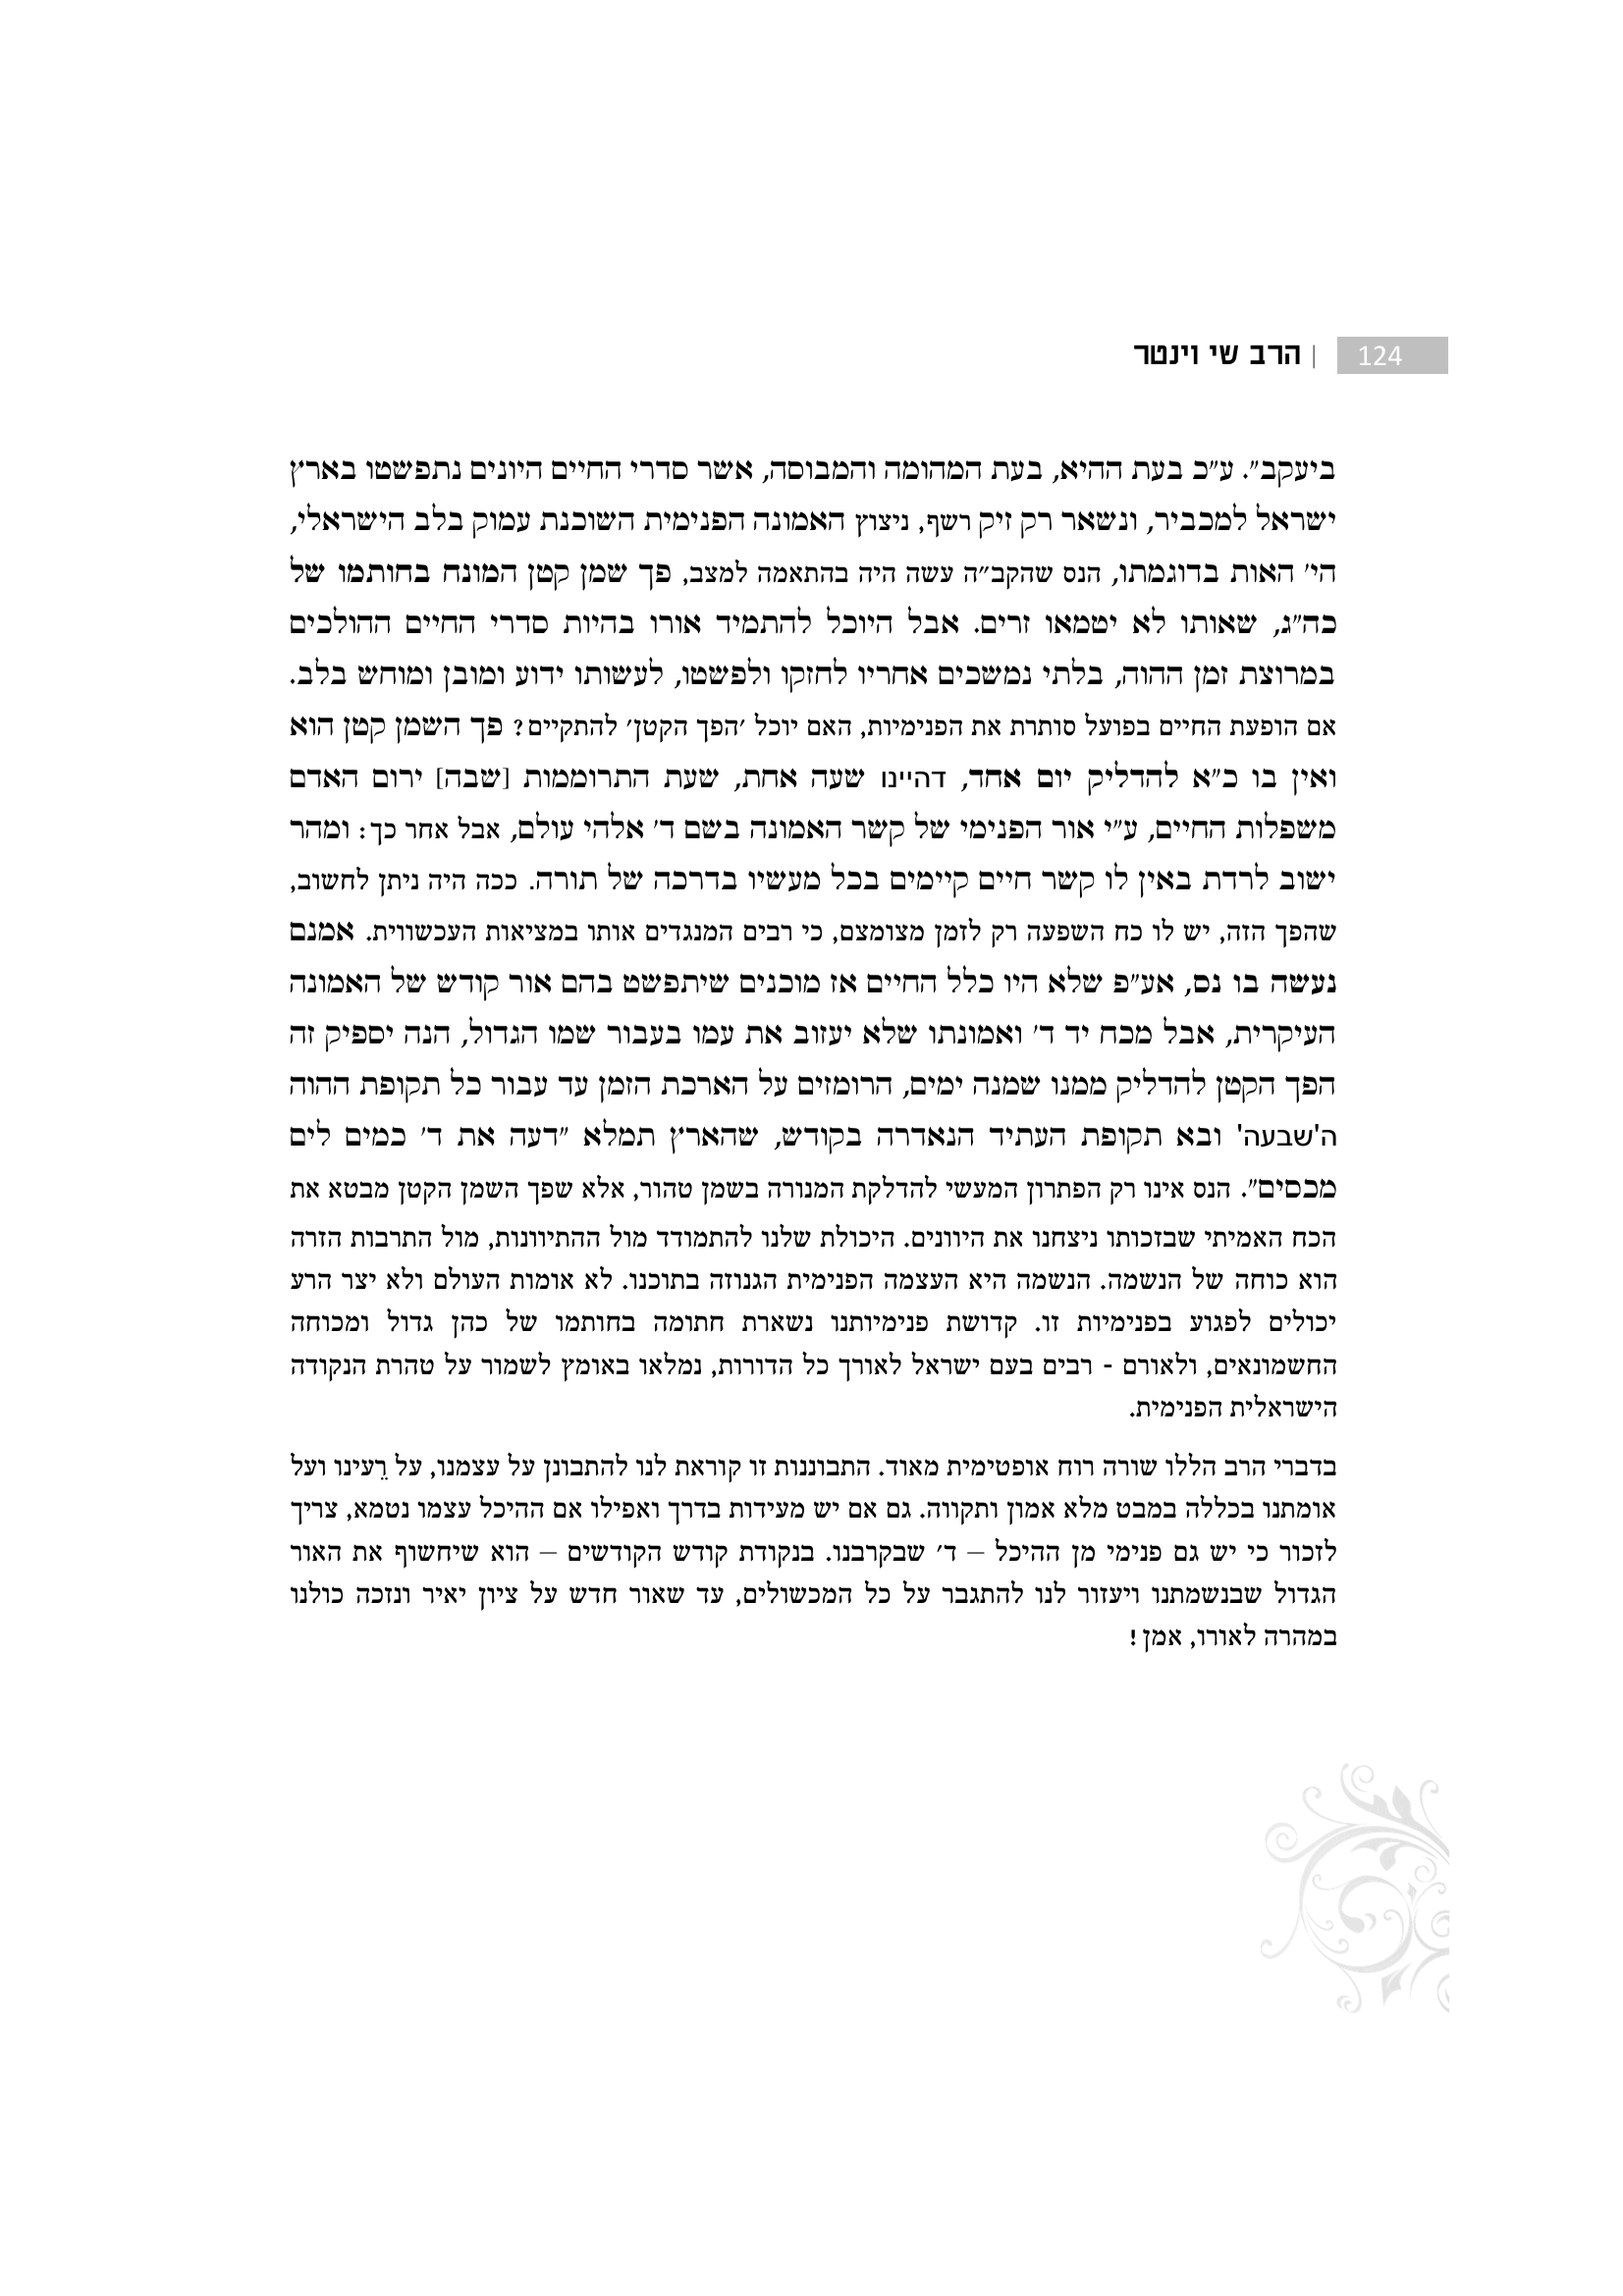 124 | הרב שי וינטר
ביעקב״. ע״כ בעת ההיא, בעת המהומה והמבוסה, אשר סדרי החיים היונים נתפשטו בארץ
ישראל למכביר, ונשאר רק זיק רשף, ניצוץ האמונה הפנימית השוכנת עמוק בלב הישראלי,
הי׳ האות בדוגמתו, הנס שהקב״ה עשה היה בהתאמה למצב, פך שמן קטן המונח בחותמו של
כה״ג, שאותו לא יטמאו זרים. אבל היוכל להתמיד אורו בהיות סדרי החיים ההולכים
במרוצת זמן ההוה, בלתי נמשכים אחריו לחזקו ולפשטו, לעשותו ידוע ומובן ומוחש בלב.
אם הופעת החיים בפועל סותרת את הפנימיות, האם יוכל ׳הפך הקטן׳ להתקיים? פך השמן קטן הוא
ואין בו כ״א להדליק יום אחד, דהיינו שעה אחת, שעת התרוממות [שבה] ירום האדם
משפלות החיים, ע״י אור הפנימי של קשר האמונה בשם ד׳ אלהי עולם, אבל אחר כך: ומהר
ישוב לרדת באין לו קשר חיים קיימים בכל מעשיו בדרכה של תורה. ככה היה ניתן לחשוב,
שהפך הזה, יש לו כח השפעה רק לזמן מצומצם, כי רבים המנגדים אותו במציאות העכשווית. אמנם
נעשה בו נס, אע״פ שלא היו כלל החיים אז מוכנים שיתפשט בהם אור קודש של האמונה
העיקרית, אבל מכח יד ד׳ ואמונתו שלא יעזוב את עמו בעבור שמו הגדול, הנה יספיק זה
הפך הקטן להדליק ממנו שמנה ימים, הרומזים על הארכת הזמן עד עבור כל תקופת ההוה
ה'שבעה' ובא תקופת העתיד הנאדרה בקודש, שהארץ תמלא ״דעה את ד׳ כמים לים
מכסים״. הנס אינו רק הפתרון המעשי להדלקת המנורה בשמן טהור, אלא שפך השמן הקטן מבטא את
הכח האמיתי שבזכותו ניצחנו את היוונים. היכולת שלנו להתמודד מול ההתיוונות, מול התרבות הזרה
הוא כוחה של הנשמה. הנשמה היא העצמה הפנימית הגנוזה בתוכנו. לא אומות העולם ולא יצר הרע
יכולים לפגוע בפנימיות זו. קדושת פנימיותנו נשארת חתומה בחותמו של כהן גדול ומכוחה
החשמונאים, ולאורם - רבים בעם ישראל לאורך כל הדורות, נמלאו באומץ לשמור על טהרת הנקודה
הישראלית הפנימית.
בדברי הרב הללו שורה רוח אופטימית מאוד. התבוננות זו קוראת לנו להתבונן על עצמנו, על רֵעינו ועל
אומתנו בכללה במבט מלא אמון ותקווה. גם אם יש מעידות בדרך ואפילו אם ההיכל עצמו נטמא, צריך
לזכור כי יש גם פנימי מן ההיכל – ד׳ שבקרבנו. בנקודת קודש הקודשים – הוא שיחשוף את האור
הגדול שבנשמתנו ויעזור לנו להתגבר על כל המכשולים, עד שאור חדש על ציון יאיר ונזכה כולנו
במהרה לאורו, אמן!